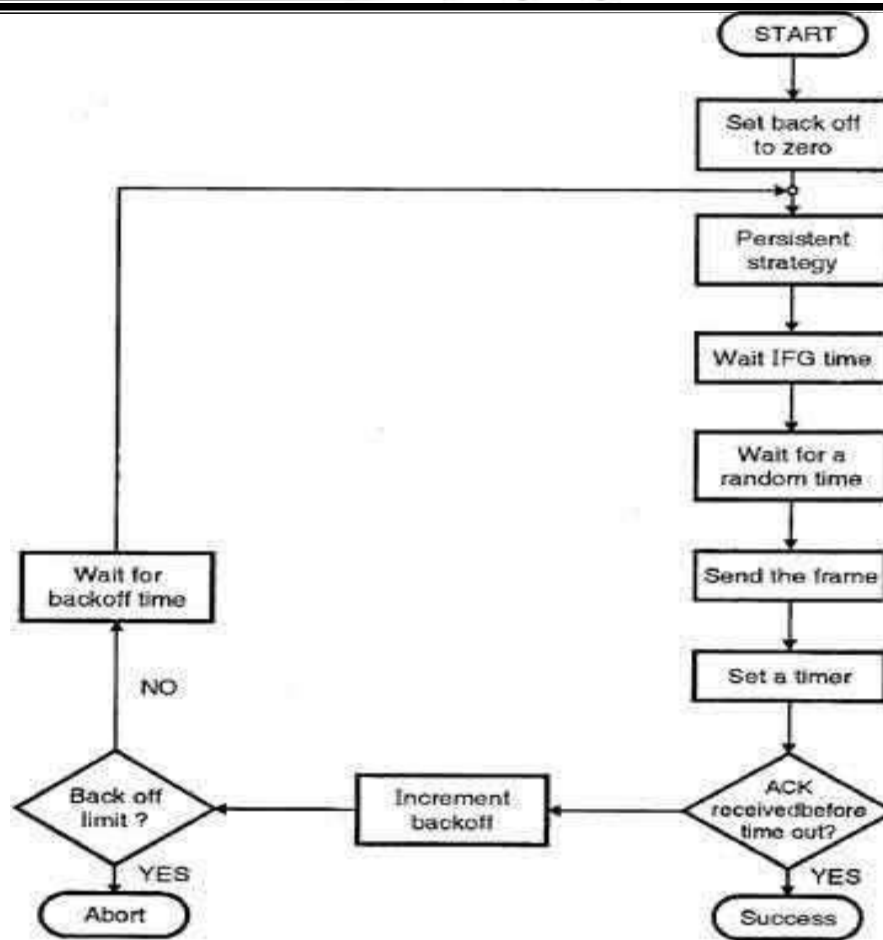 START
Set back off
to zero
Persistent
strategy
Wait IFG time
Wait for a
random time
Send the frame
Set a timer
ACK
receivedbefore
time out?
YES
Success
Increment
backoff
Back off
limit ?
YES
Abort
NO
Wait for
backoff time